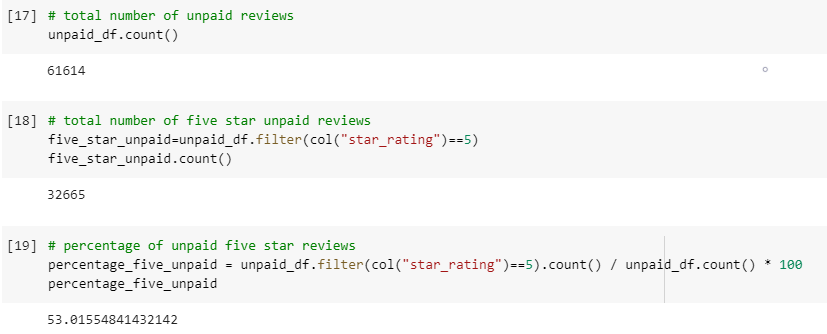 [17] # total number of unpaid reviews
unpaid_df.count()
61614
[18] # total number of five star unpaid reviews
five_star_unpaid=unpaid_df.filter(col("star_rating")==5)
five_star_unpaid.count()
32665
[19] # percentage of unpaid five star reviews
percentage_five_unpaid = unpaid_df.filter(col("star_rating")==5).count() / unpaid_df.count() * 100
percentage_five_unpaid
53.01554841432142